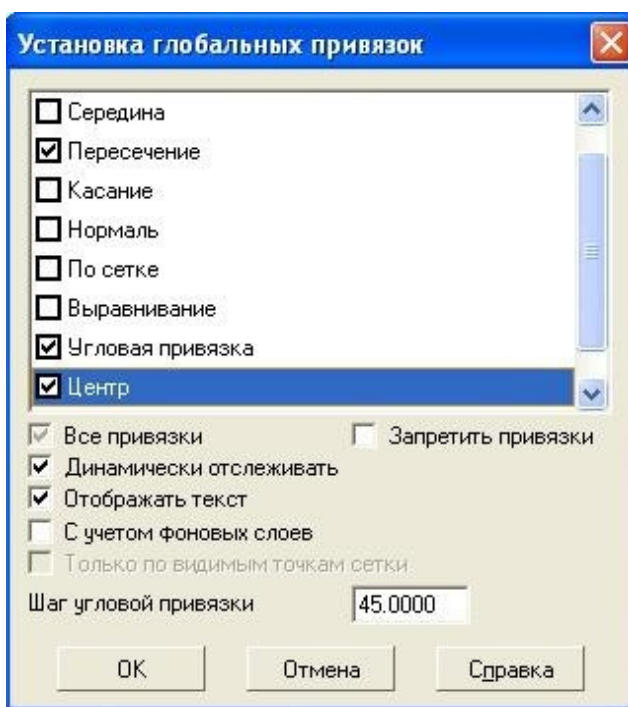 Установка глобальных привязок
Середина
Пересечение
Касание
Нормаль
По сетке
Выравнивание
Угловая привязка
Центр
Все привязки Запретить привязки
Динамически отслеживать
Отображать текст
С учетом фоновых слоев
Только по видимым точкам сетки
Шаг угловой привязки 45.0000
ОК Отмена Справка